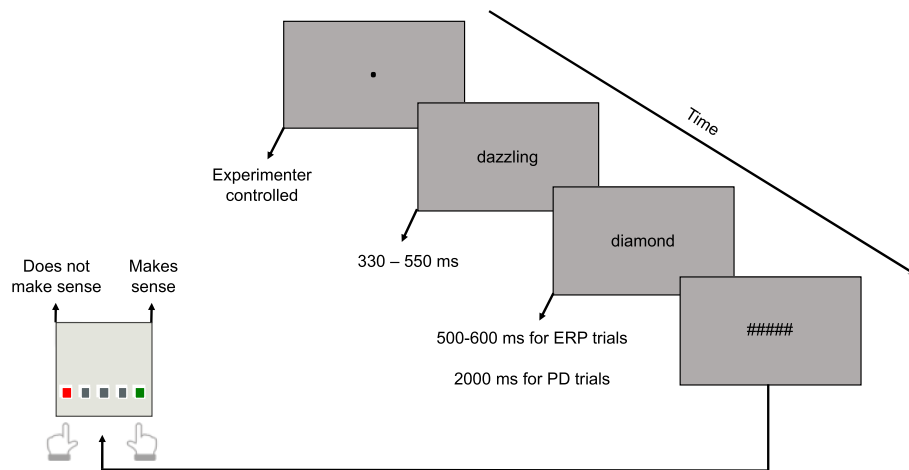 Time
dazzling
Experimenter
controlled
diamond
330 – 550 ms
Does not
make sense
Makes
sense
#####
500-600 ms for ERP trials
2000 ms for PD trials